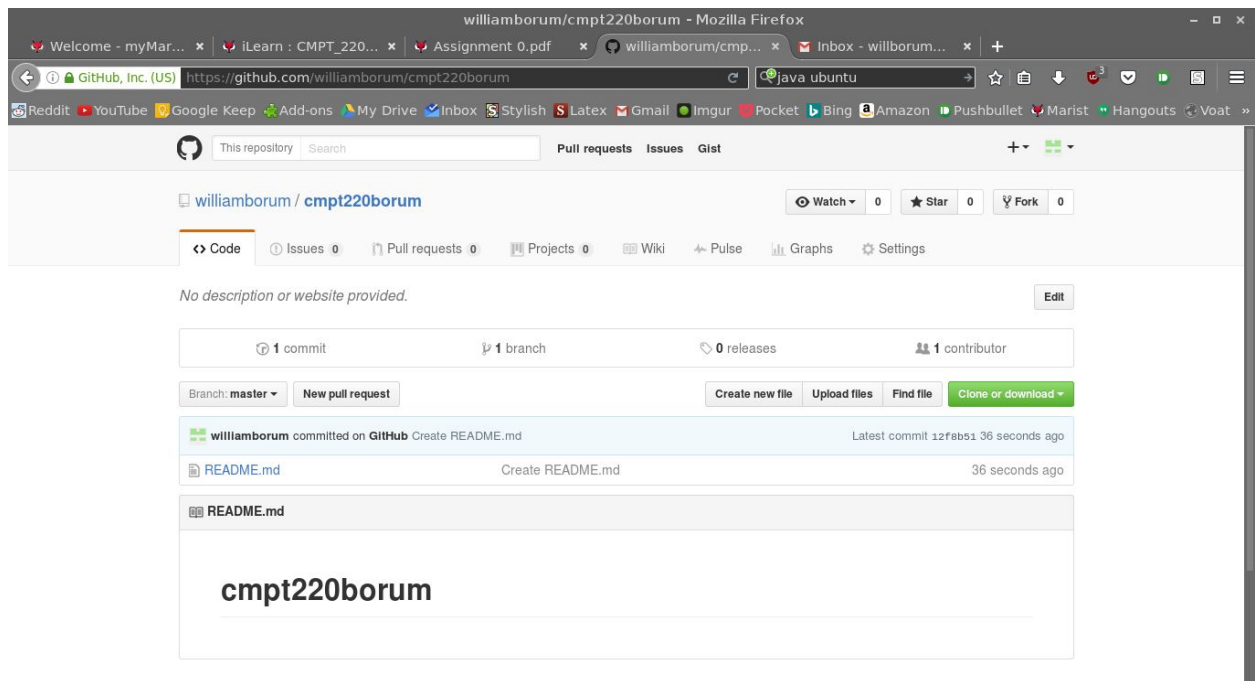 williamborum/cmpt220borum - Mozilla Firefox
Welcome - myMar... × iLearn : CMPT_220... × Assignment 0.pdf × williamborum/cmp... × Inbox - willborum... × +
GitHub, Inc. (US) https://github.com/williamborum/cmpt220borum java ubuntu 3
Reddit YouTube Google Keep Add-ons My Drive Inbox Stylish Latex Gmail Imgur Pocket Bing Amazon Pushbullet Marist Hangouts Voat »
This repository Search Pull requests Issues Gist
williamborum / cmpt220borum Watch 0 Star 0 Fork 0
Code Issues 0 Pull requests 0 Projects 0 Wiki Pulse Graphs Settings
No description or website provided. Edit
1 commit 1 branch 0 releases 1 contributor
Branch: master New pull request Create new file Upload files Find file Clone or download
williamborum committed on GitHub Create README.md Latest commit 12f8b51 36 seconds ago
README.md Create README.md 36 seconds ago
README.md
cmpt220borum